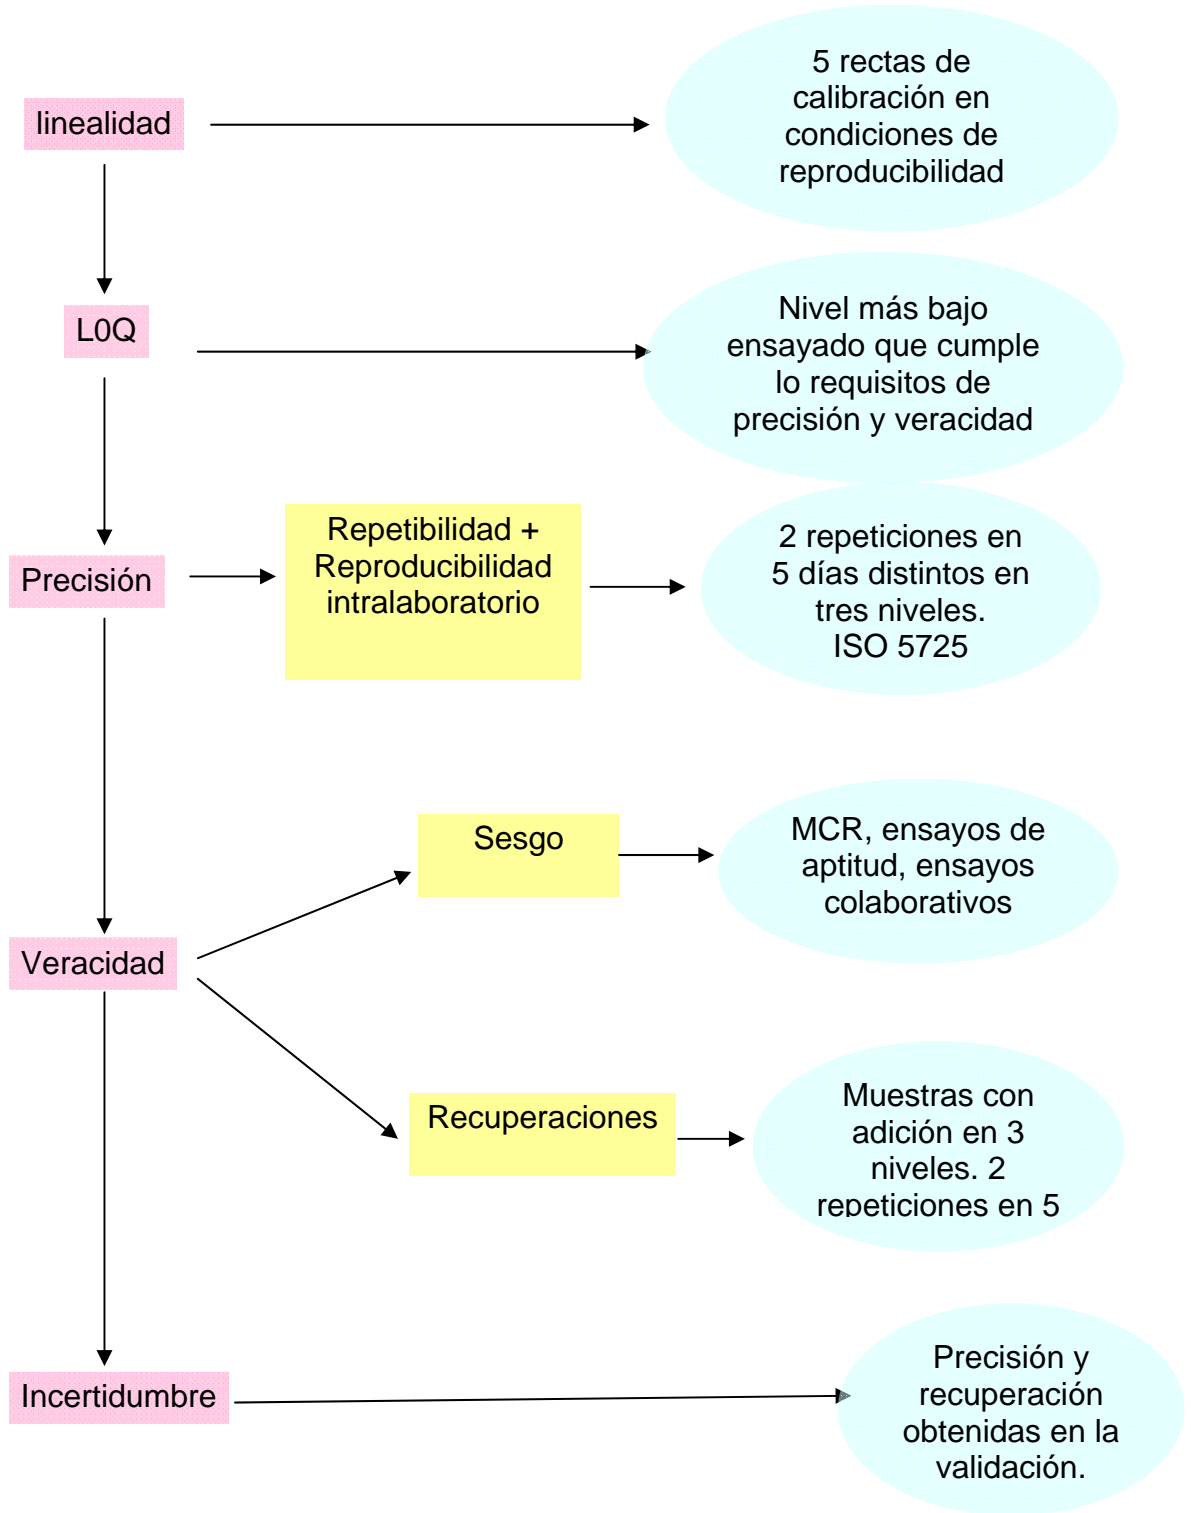 linealidad
5 rectas de
calibración en
condiciones de
reproducibilidad
L0Q
Nivel más bajo
ensayado que cumple
lo requisitos de
precisión y veracidad
Precisión
Repetibilidad +
Reproducibilidad
intralaboratorio
2 repeticiones en
5 días distintos en
tres niveles.
ISO 5725
Sesgo
MCR, ensayos de
aptitud, ensayos
colaborativos
Veracidad
Recuperaciones
Muestras con
adición en 3
niveles. 2
repeticiones en 5
Incertidumbre
Precisión y
recuperación
obtenidas en la
validación.